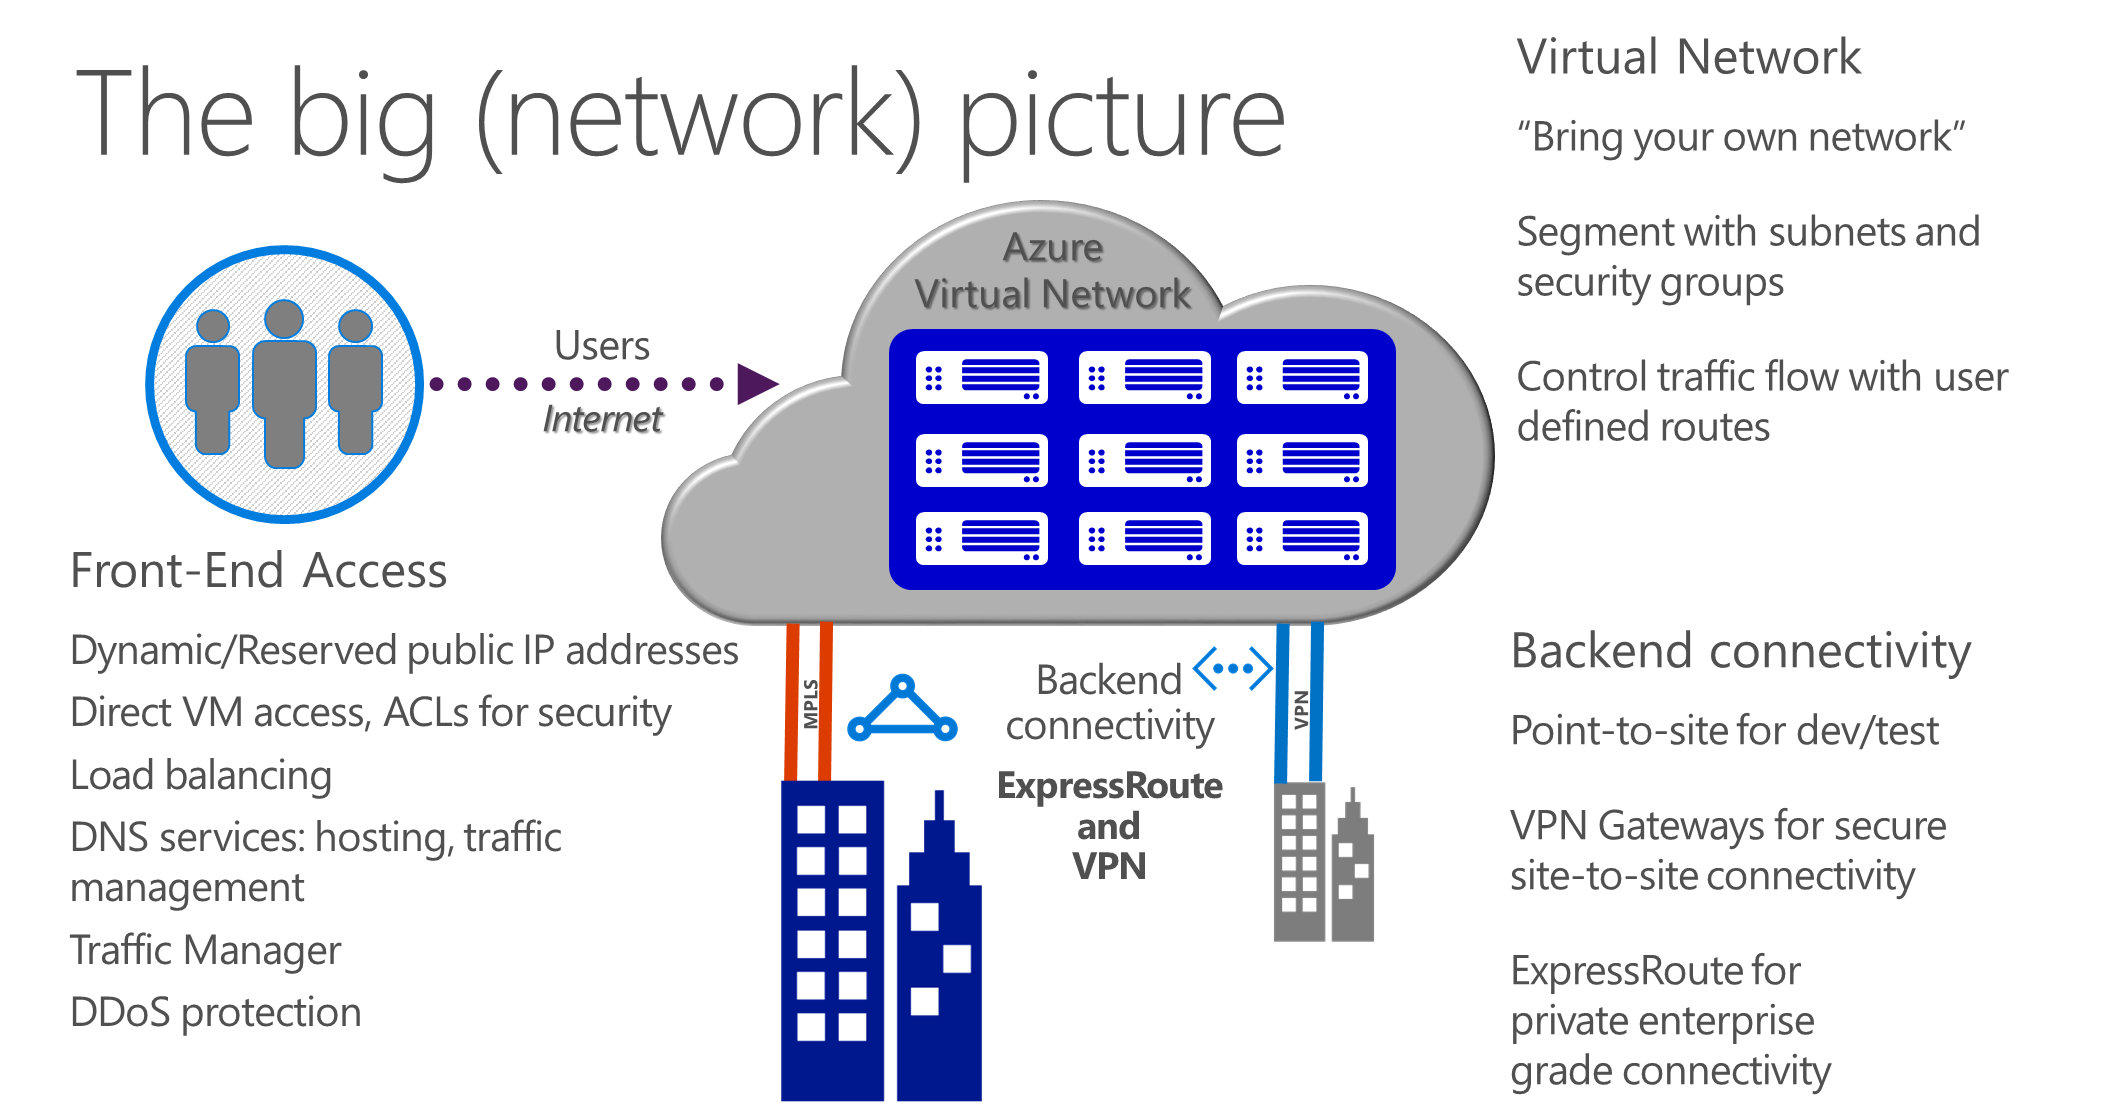 The big (network) picture
Virtual Network
“Bring your own network”
Segment with subnets and
security groups
Control traffic flow with user
defined routes
Azure
Virtual Network
Users
Internet
Front-End Access
Dynamic/Reserved public IP addresses
Direct VM access, ACLs for security
Load balancing
DNS services: hosting, traffic
management
Traffic Manager
DDoS protection
MPLS
Backend
connectivity
ExpressRoute
and
VPN
VPN
Backend connectivity
Point-to-site for dev/test
VPN Gateways for secure
site-to-site connectivity
ExpressRoute for
private enterprise
grade connectivity